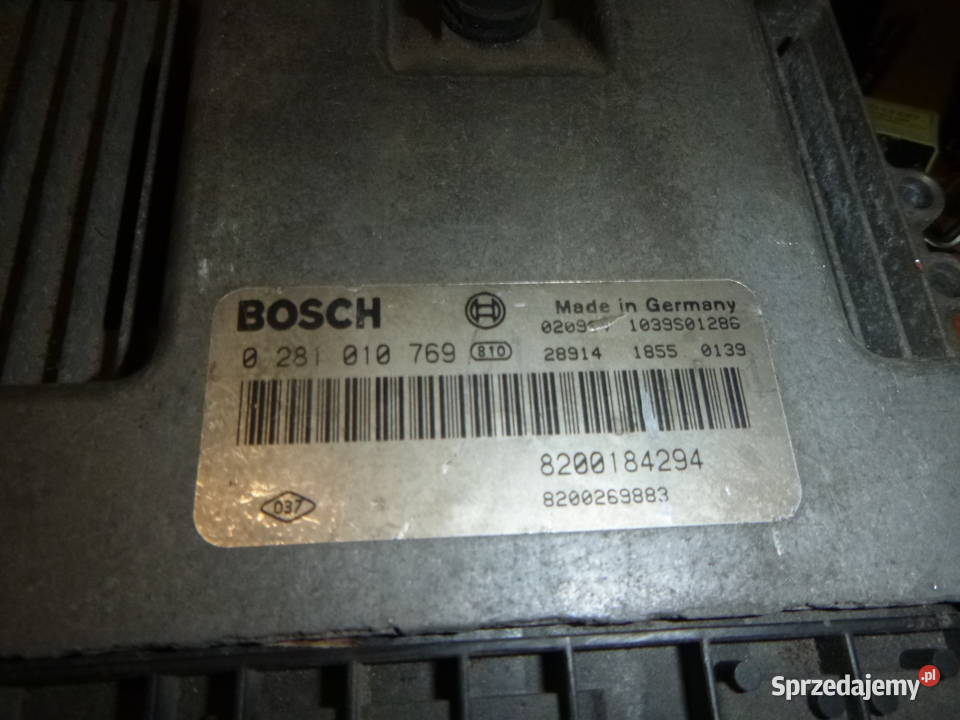 BOSCH
Made in Germany
1039S01286
0 281 010 769 810
28914 1855 0139
8200184294
8200269883
037
Sprzedajemy.pl